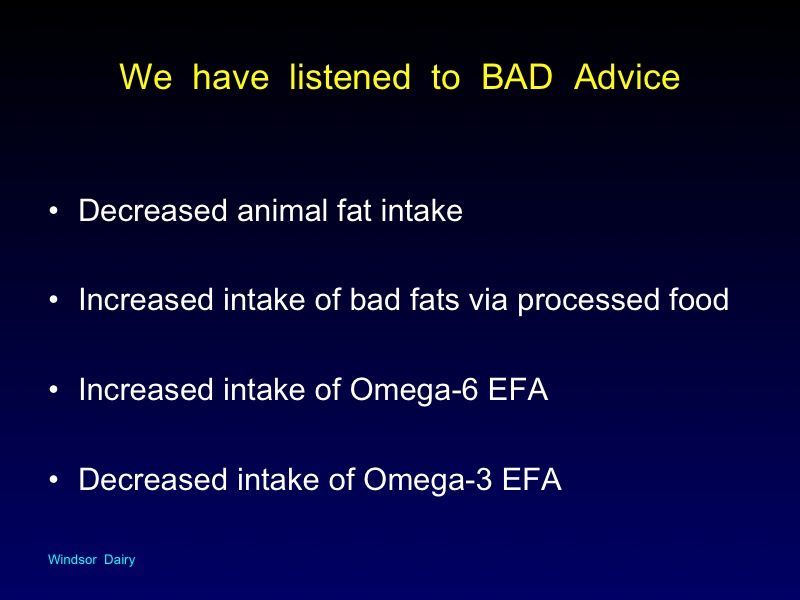 We have listened to BAD Advice
• Decreased animal fat intake
• Increased intake of bad fats via processed food
• Increased intake of Omega-6 EFA
• Decreased intake of Omega-3 EFA
Windsor Dairy